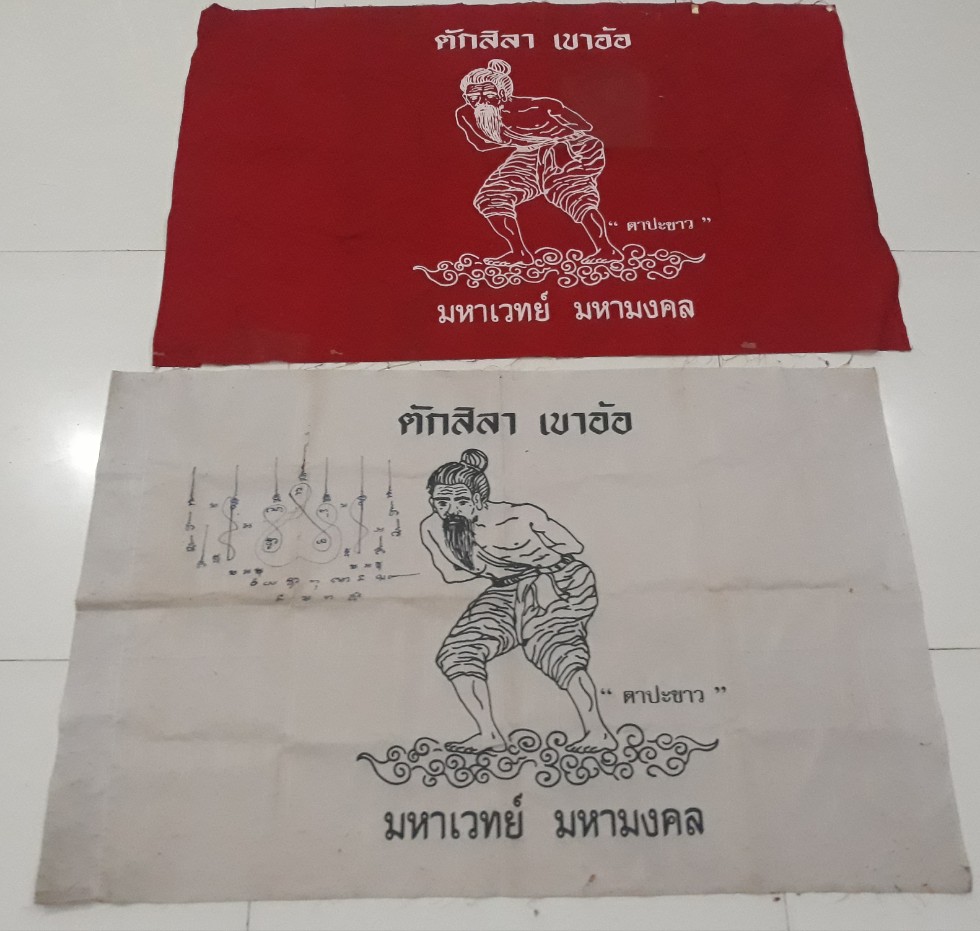 ตักสิลา เขาอ้อ
“ ตาปะขาว ”
มหาเวทย์ มหามงคล
ตักสิลา เขาอ้อ
“ ตาปะขาว ”
มหาเวทย์ มหามงคล